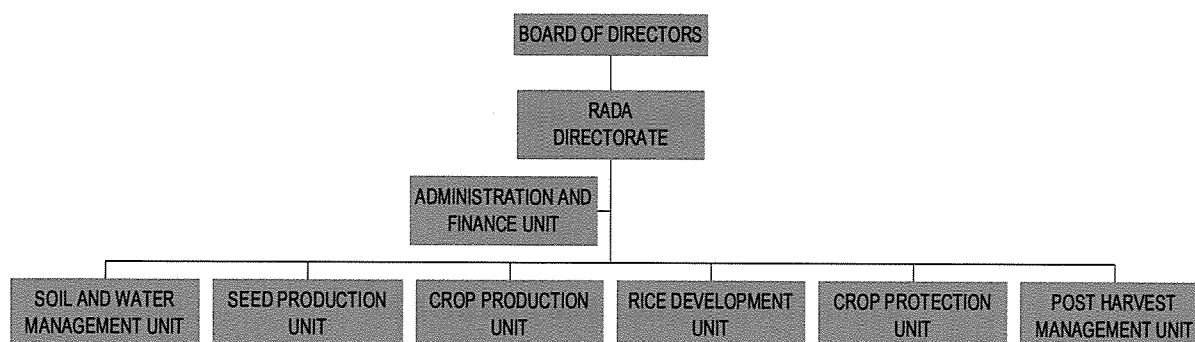 BOARD OF DIRECTORS
RADA
DIRECTORATE
ADMINISTRATION AND
FINANCE UNIT
SOIL AND WATER
MANAGEMENT UNIT
SEED PRODUCTION
UNIT
CROP PRODUCTION
UNIT
RICE DEVELOPMENT
UNIT
CROP PROTECTION
UNIT
POST HARVEST
MANAGEMENT UNIT